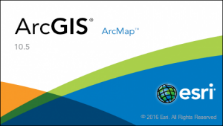 ArcGIS® ArcMap™
10.5
esri®
© 2016 Esri. All Rights Reserved.